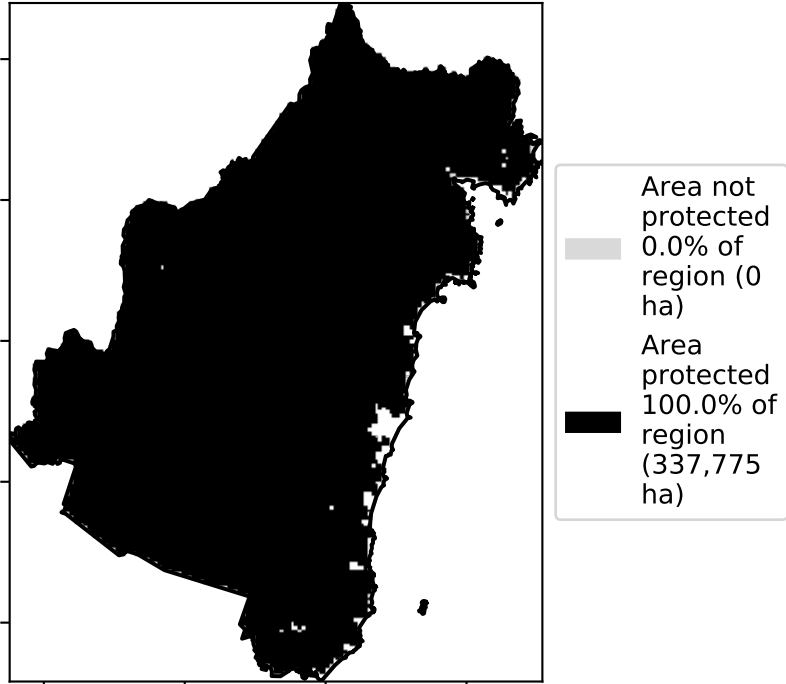 Area not
protected
0.0% of
region (0
ha)
Area
protected
100.0% of
region
(337,775
ha)